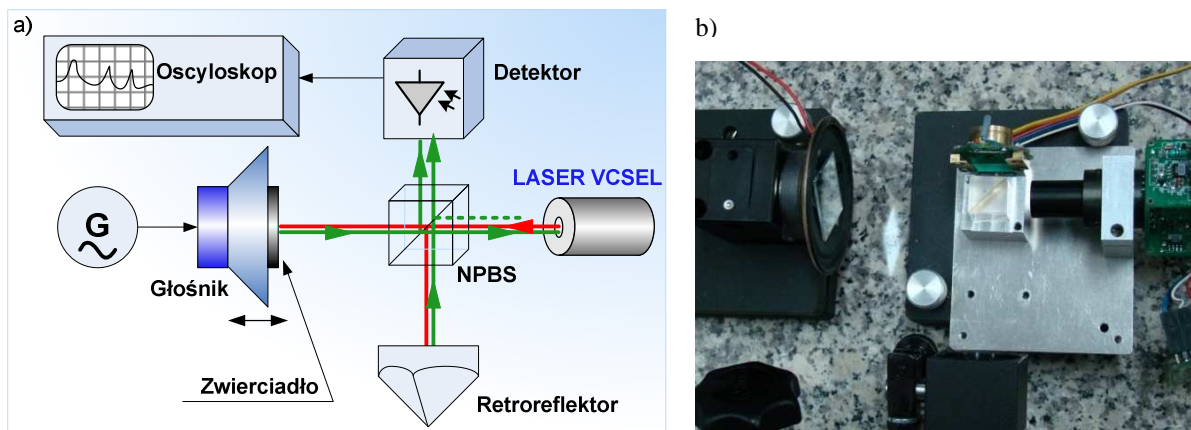 a)
Oscyloskop
Detektor
LASER VCSEL
G
Głośnik
NPBS
Zwierciadło
Retroreflektor
b)